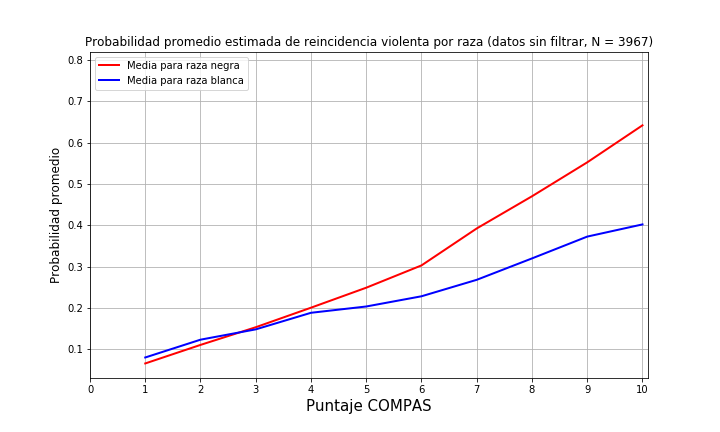 Probabilidad promedio estimada de reincidencia violenta por raza (datos sin filtrar, N = 3967)
Media para raza negra
Media para raza blanca
Probabilidad promedio
0.8
0.7
0.6
0.5
0.4
0.3
0.2
0.1
0 1 2 3 4 5 6 7 8 9 10
Puntaje COMPAS